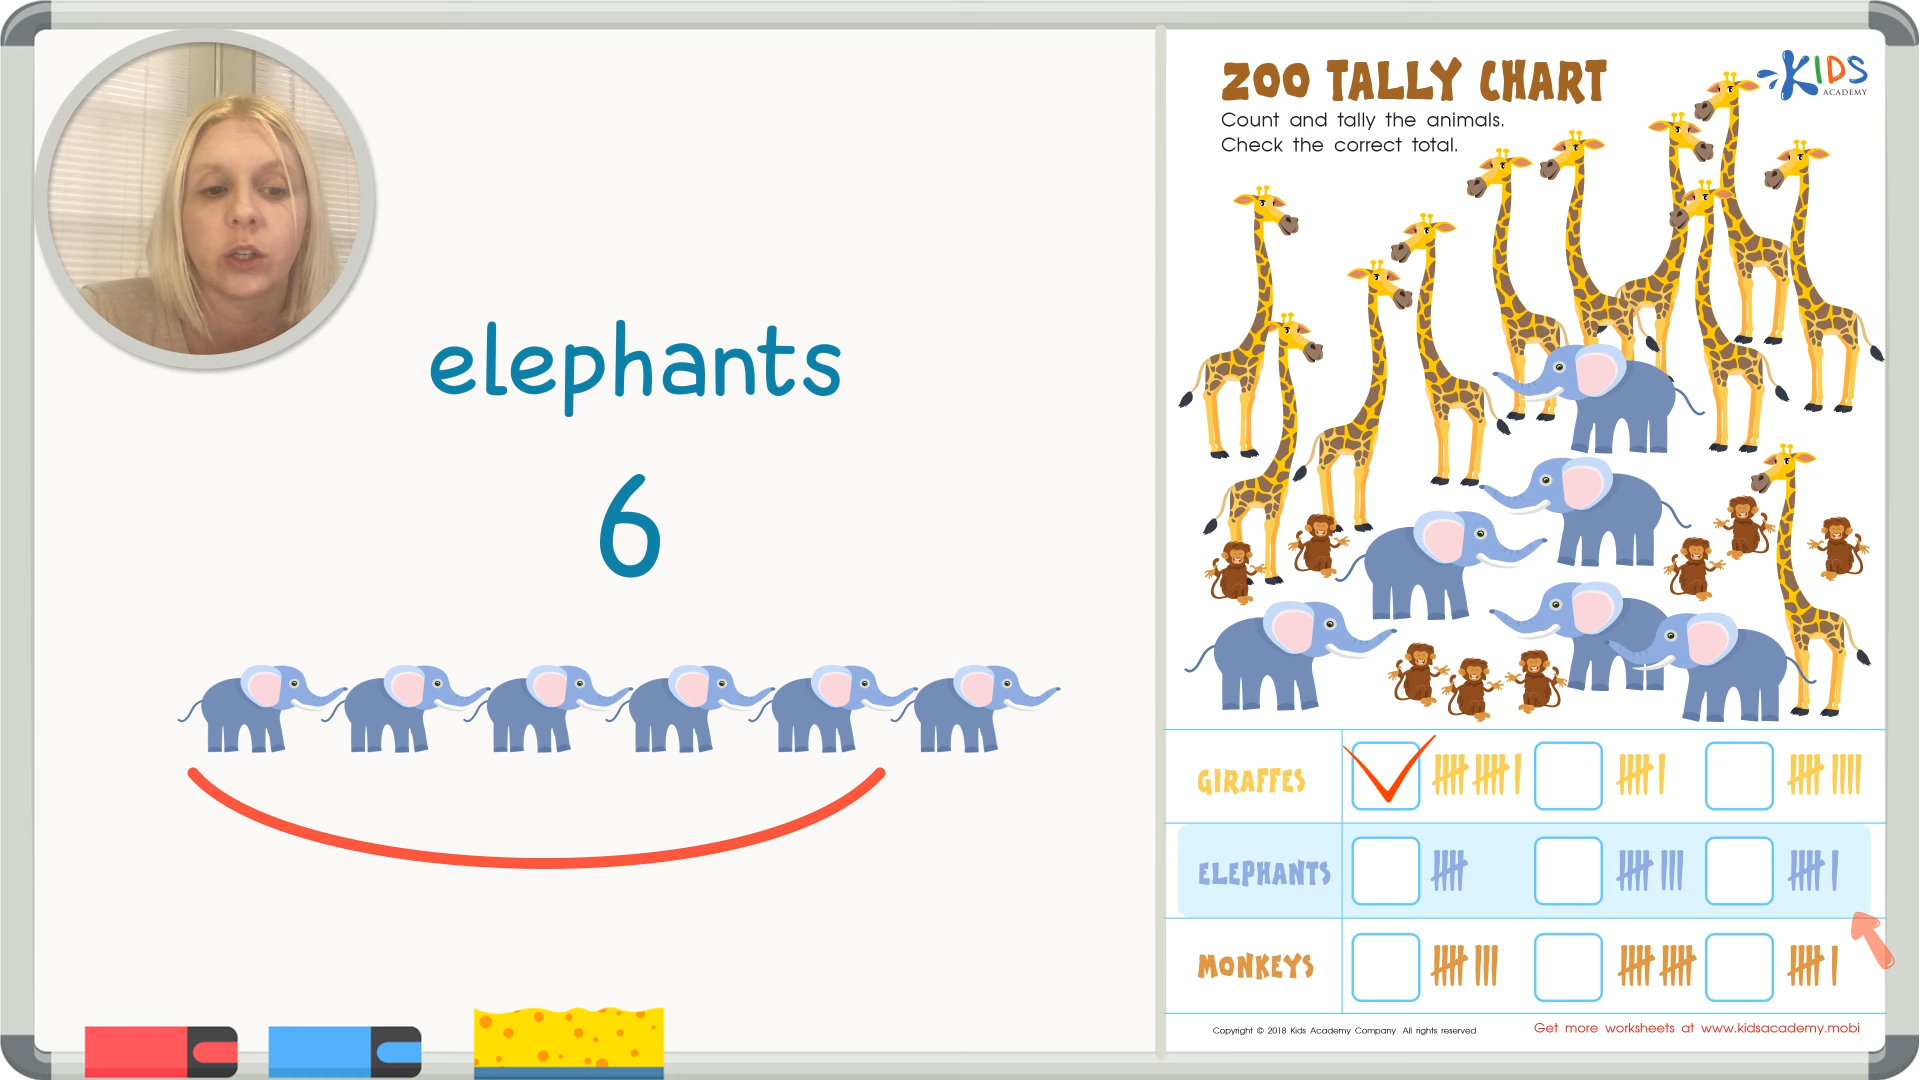 elephants
6
ZOO TALLY CHART
Count and tally the animals.
Check the correct total.
KIDS
ACADEMY
GIRAFFES
ELEPHANTS
MONKEYS
Copyright © 2018 Kids Academy Company. All rights reserved
Get more worksheets at www.kidsacademy.mobi